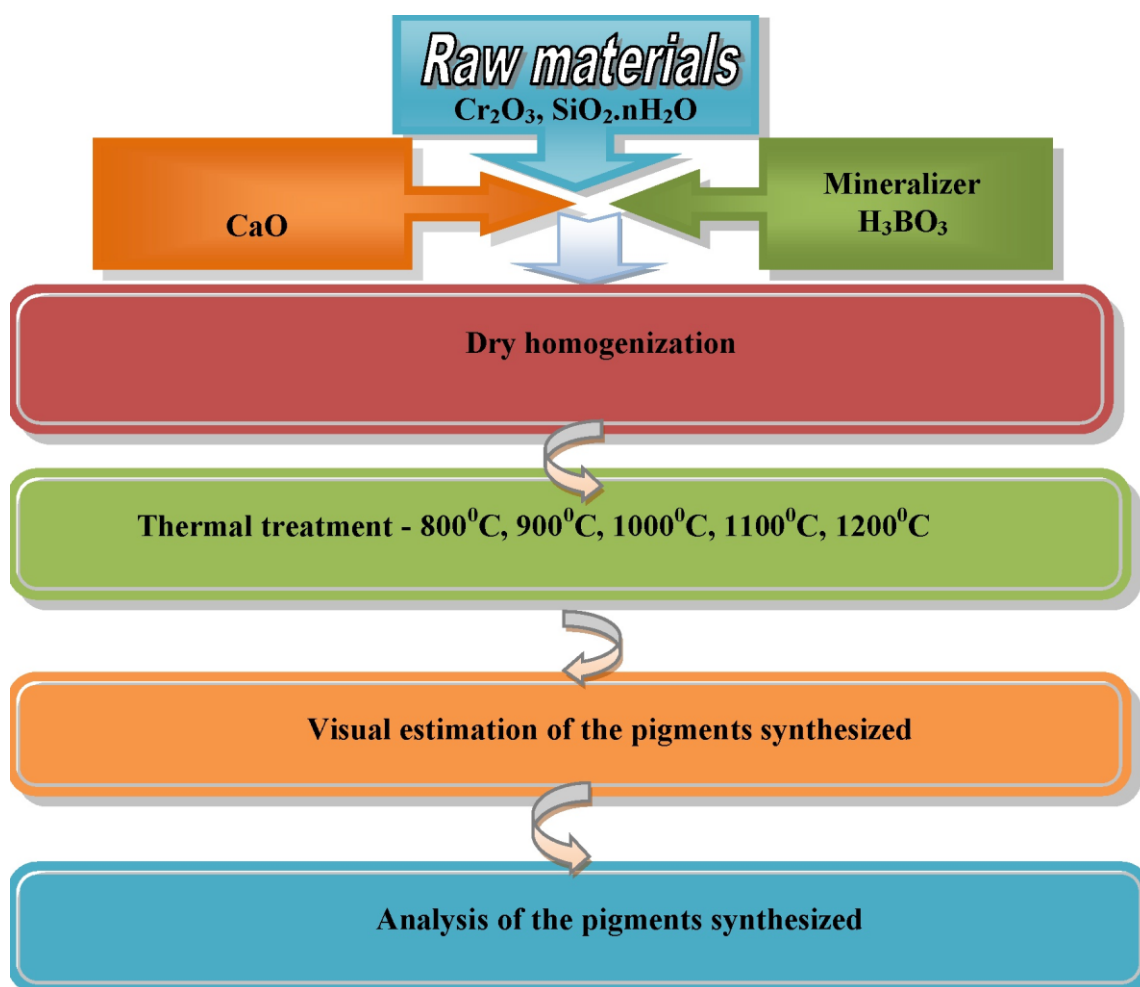 Raw materials
Cr₂O₃, SiO₂.nH₂O
CaO
Mineralizer
H₃BO₃
Dry homogenization
Thermal treatment - 800⁰C, 900⁰C, 1000⁰C, 1100⁰C, 1200⁰C
Visual estimation of the pigments synthesized
Analysis of the pigments synthesized